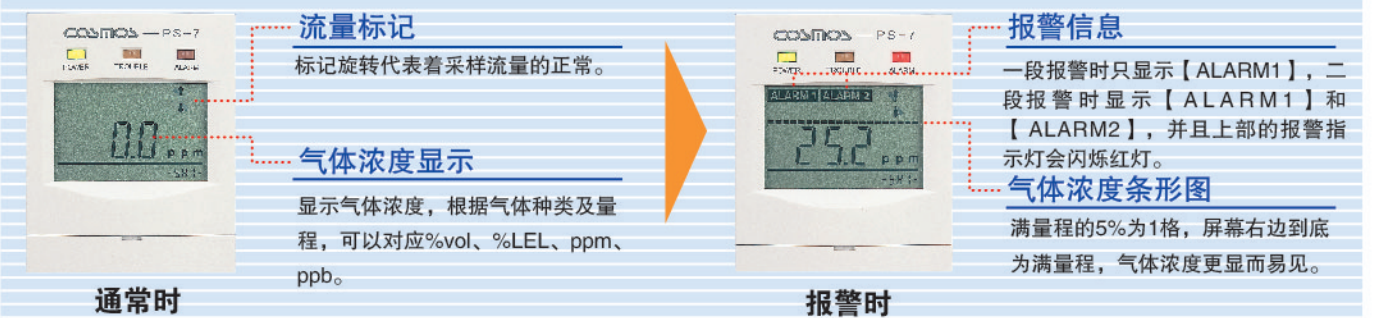 COSMOS — PS-7
POWER TROUBLE ALARM
0.0 ppm
流量标记
标记旋转代表着采样流量的正常。
气体浓度显示
显示气体浓度，根据气体种类及量
程，可以对应%vol、%LEL、ppm、
ppb。
通常时
COSMOS PS-7
POWER TROUBLE ALARM
ALARM 1 ALARM 2
25.2 ppm
报警信息
一段报警时只显示【ALARM1】，二
段报警时显示【ALARM1】和
【ALARM2】，并且上部的报警指
示灯会闪烁红灯。
气体浓度条形图
满量程的5%为1格，屏幕右边到底
为满量程，气体浓度更显而易见。
报警时